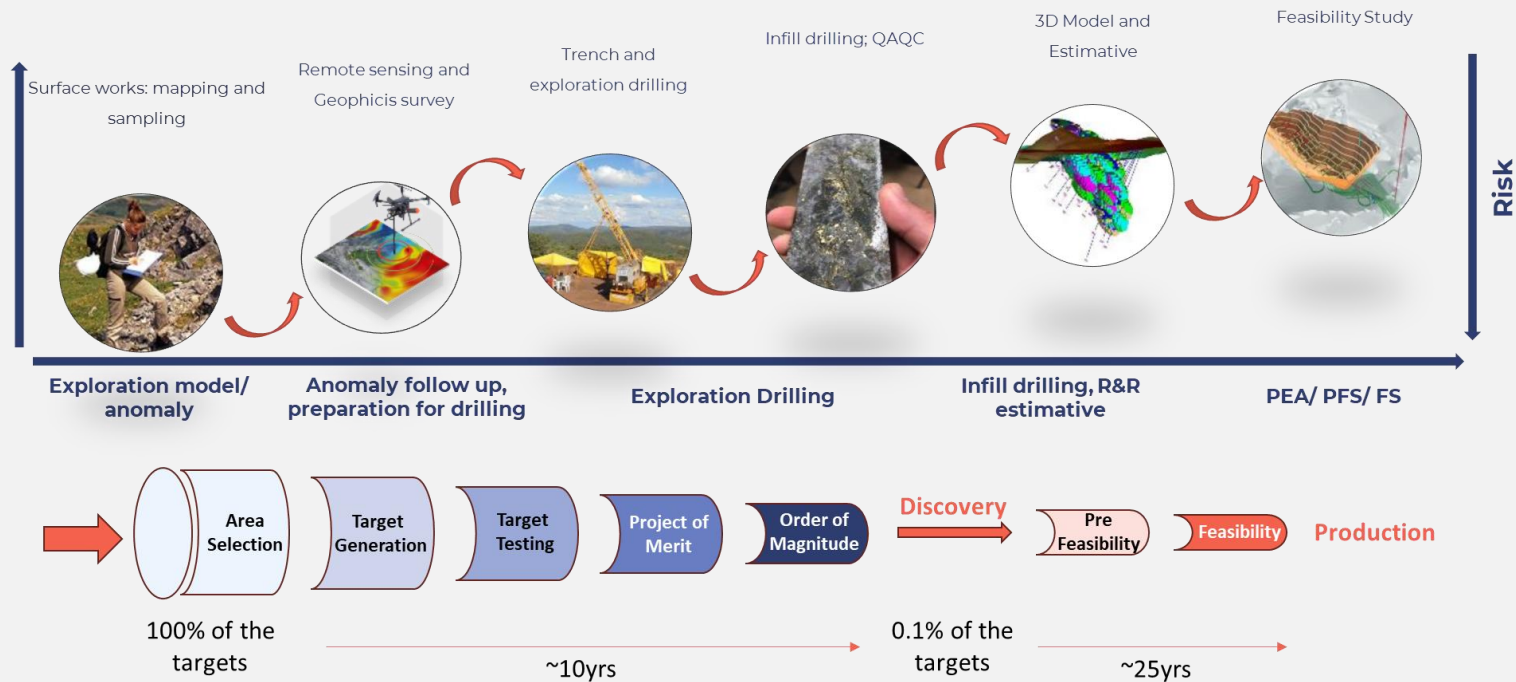 Surface works: mapping and
sampling
Remote sensing and
Geophicis survey
Trench and
exploration drilling
Infill drilling; QAQC
3D Model and
Estimative
Feasibility Study
Risk
Exploration model/
anomaly
Anomaly follow up,
preparation for drilling
Exploration Drilling
Infill drilling, R&R
estimative
PEA/ PFS/ FS
Area
Selection
Target
Generation
Target
Testing
Project of
Merit
Order of
Magnitude
Discovery
Pre
Feasibility
Feasibility
Production
100% of the
targets
~10yrs
0.1% of the
targets
~25yrs